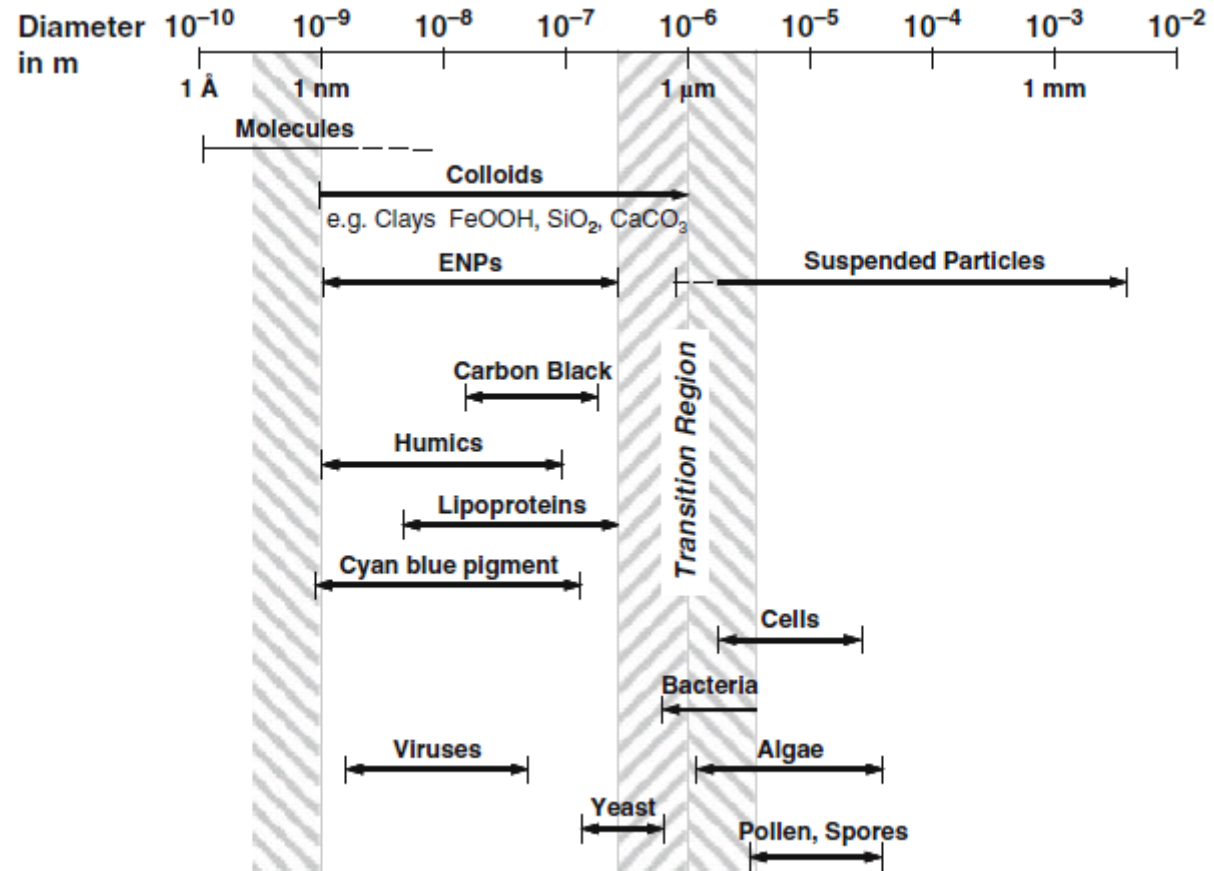 Diameter 10⁻¹⁰ 10⁻⁹ 10⁻⁸ 10⁻⁷ 10⁻⁶ 10⁻⁵ 10⁻⁴ 10⁻³ 10⁻²
in m
1 Å 1 nm 1 µm 1 mm
Molecules
Colloids
e.g. Clays FeOOH, SiO₂, CaCO₃
ENPs Suspended Particles
Transition Region
Carbon Black
Humics
Lipoproteins
Cyan blue pigment
Cells
Bacteria
Viruses Algae
Yeast
Pollen, Spores